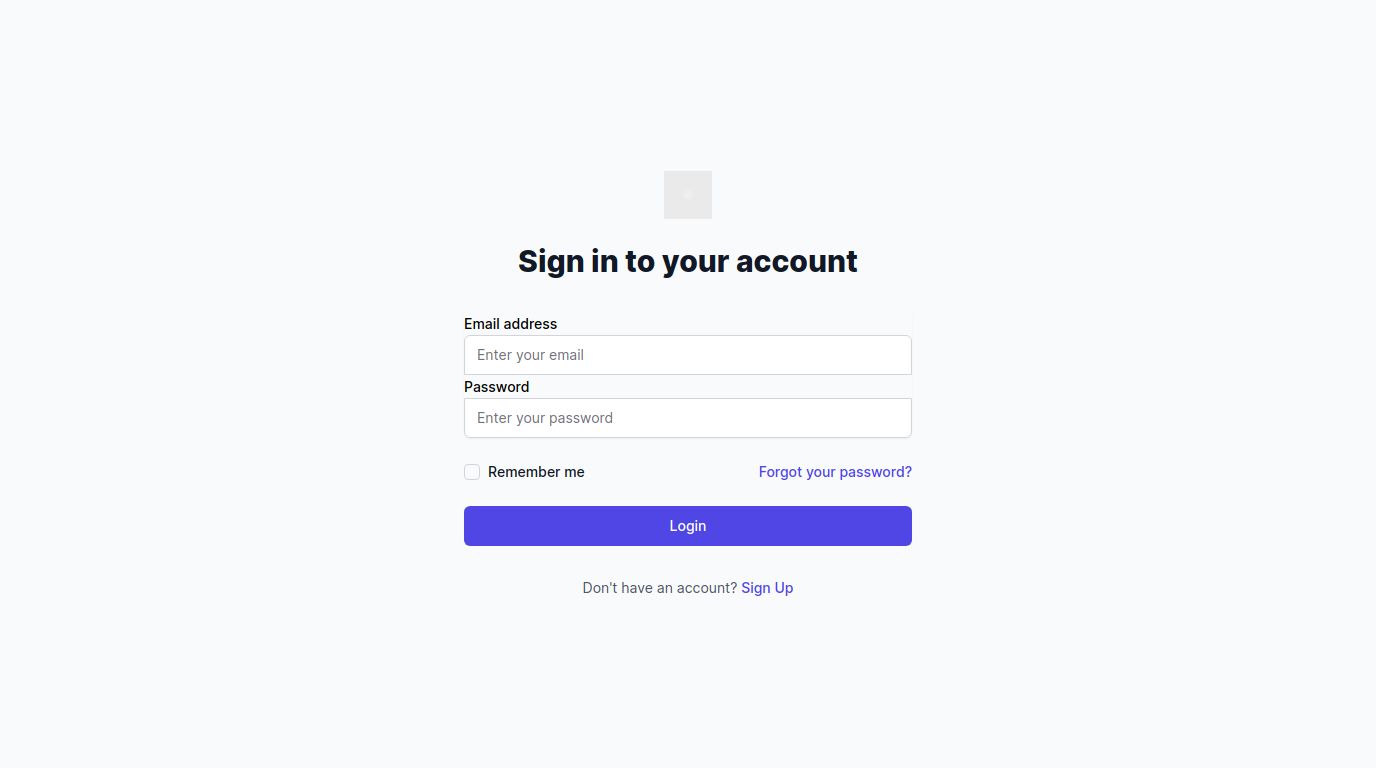 Sign in to your account
Email address
Enter your email
Password
Enter your password
Remember me
Forgot your password?
Login
Don't have an account? Sign Up